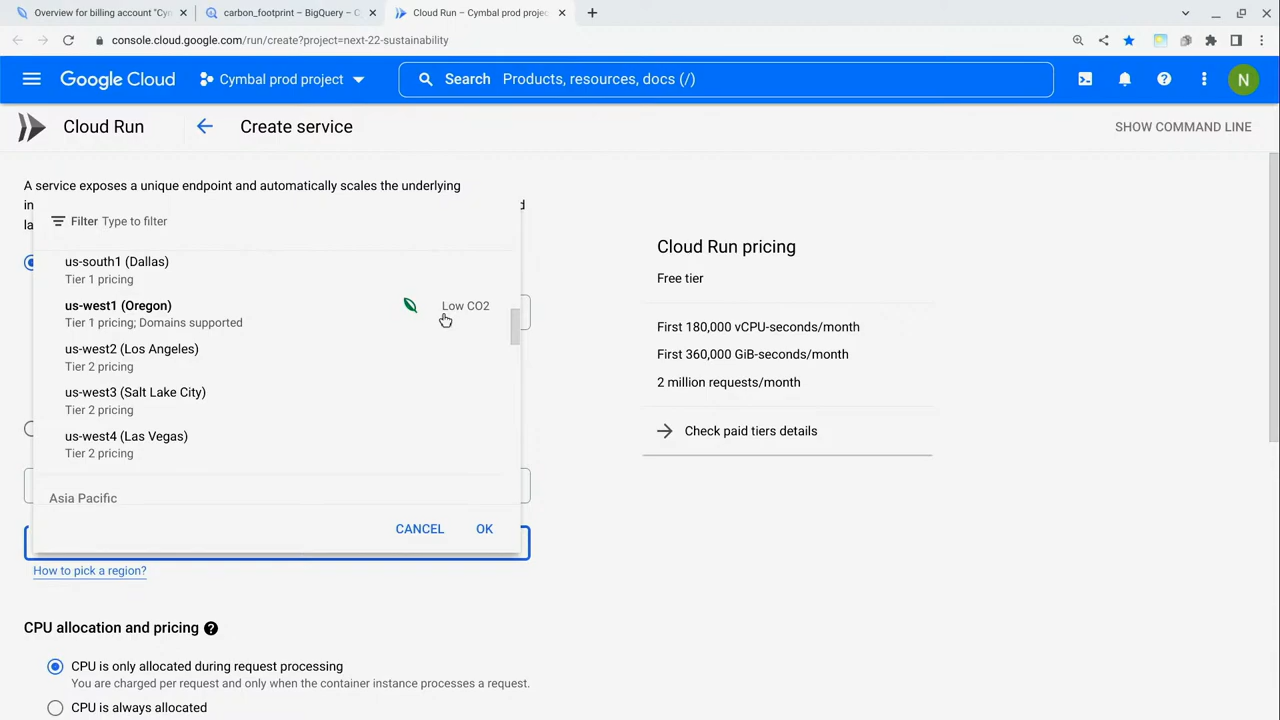 Overview for billing account "Cym
carbon_footprint – BigQuery – C
Cloud Run – Cymbal prod projec
console.cloud.google.com/run/create?project=next-22-sustainability
Google Cloud
Cymbal prod project
Search Products, resources, docs (/)
N
Cloud Run
Create service
SHOW COMMAND LINE
A service exposes a unique endpoint and automatically scales the underlying
in
d
la
Filter Type to filter
us-south1 (Dallas)
Tier 1 pricing
us-west1 (Oregon)
Low CO2
Tier 1 pricing; Domains supported
us-west2 (Los Angeles)
Tier 2 pricing
us-west3 (Salt Lake City)
Tier 2 pricing
us-west4 (Las Vegas)
Tier 2 pricing
Asia Pacific
CANCEL
OK
How to pick a region?
CPU allocation and pricing
CPU is only allocated during request processing
You are charged per request and only when the container instance processes a request.
CPU is always allocated
Cloud Run pricing
Free tier
First 180,000 vCPU-seconds/month
First 360,000 GiB-seconds/month
2 million requests/month
Check paid tiers details